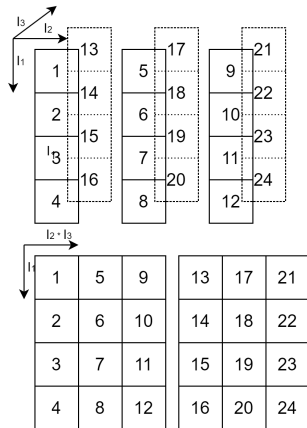 I3
I2
I1
13 17 21
1 5 9
14 18 22
2 6 10
15 19 23
I1
3 7 11
16 20 24
4 8 12
I2 * I3
I1
1 5 9 13 17 21
2 6 10 14 18 22
3 7 11 15 19 23
4 8 12 16 20 24